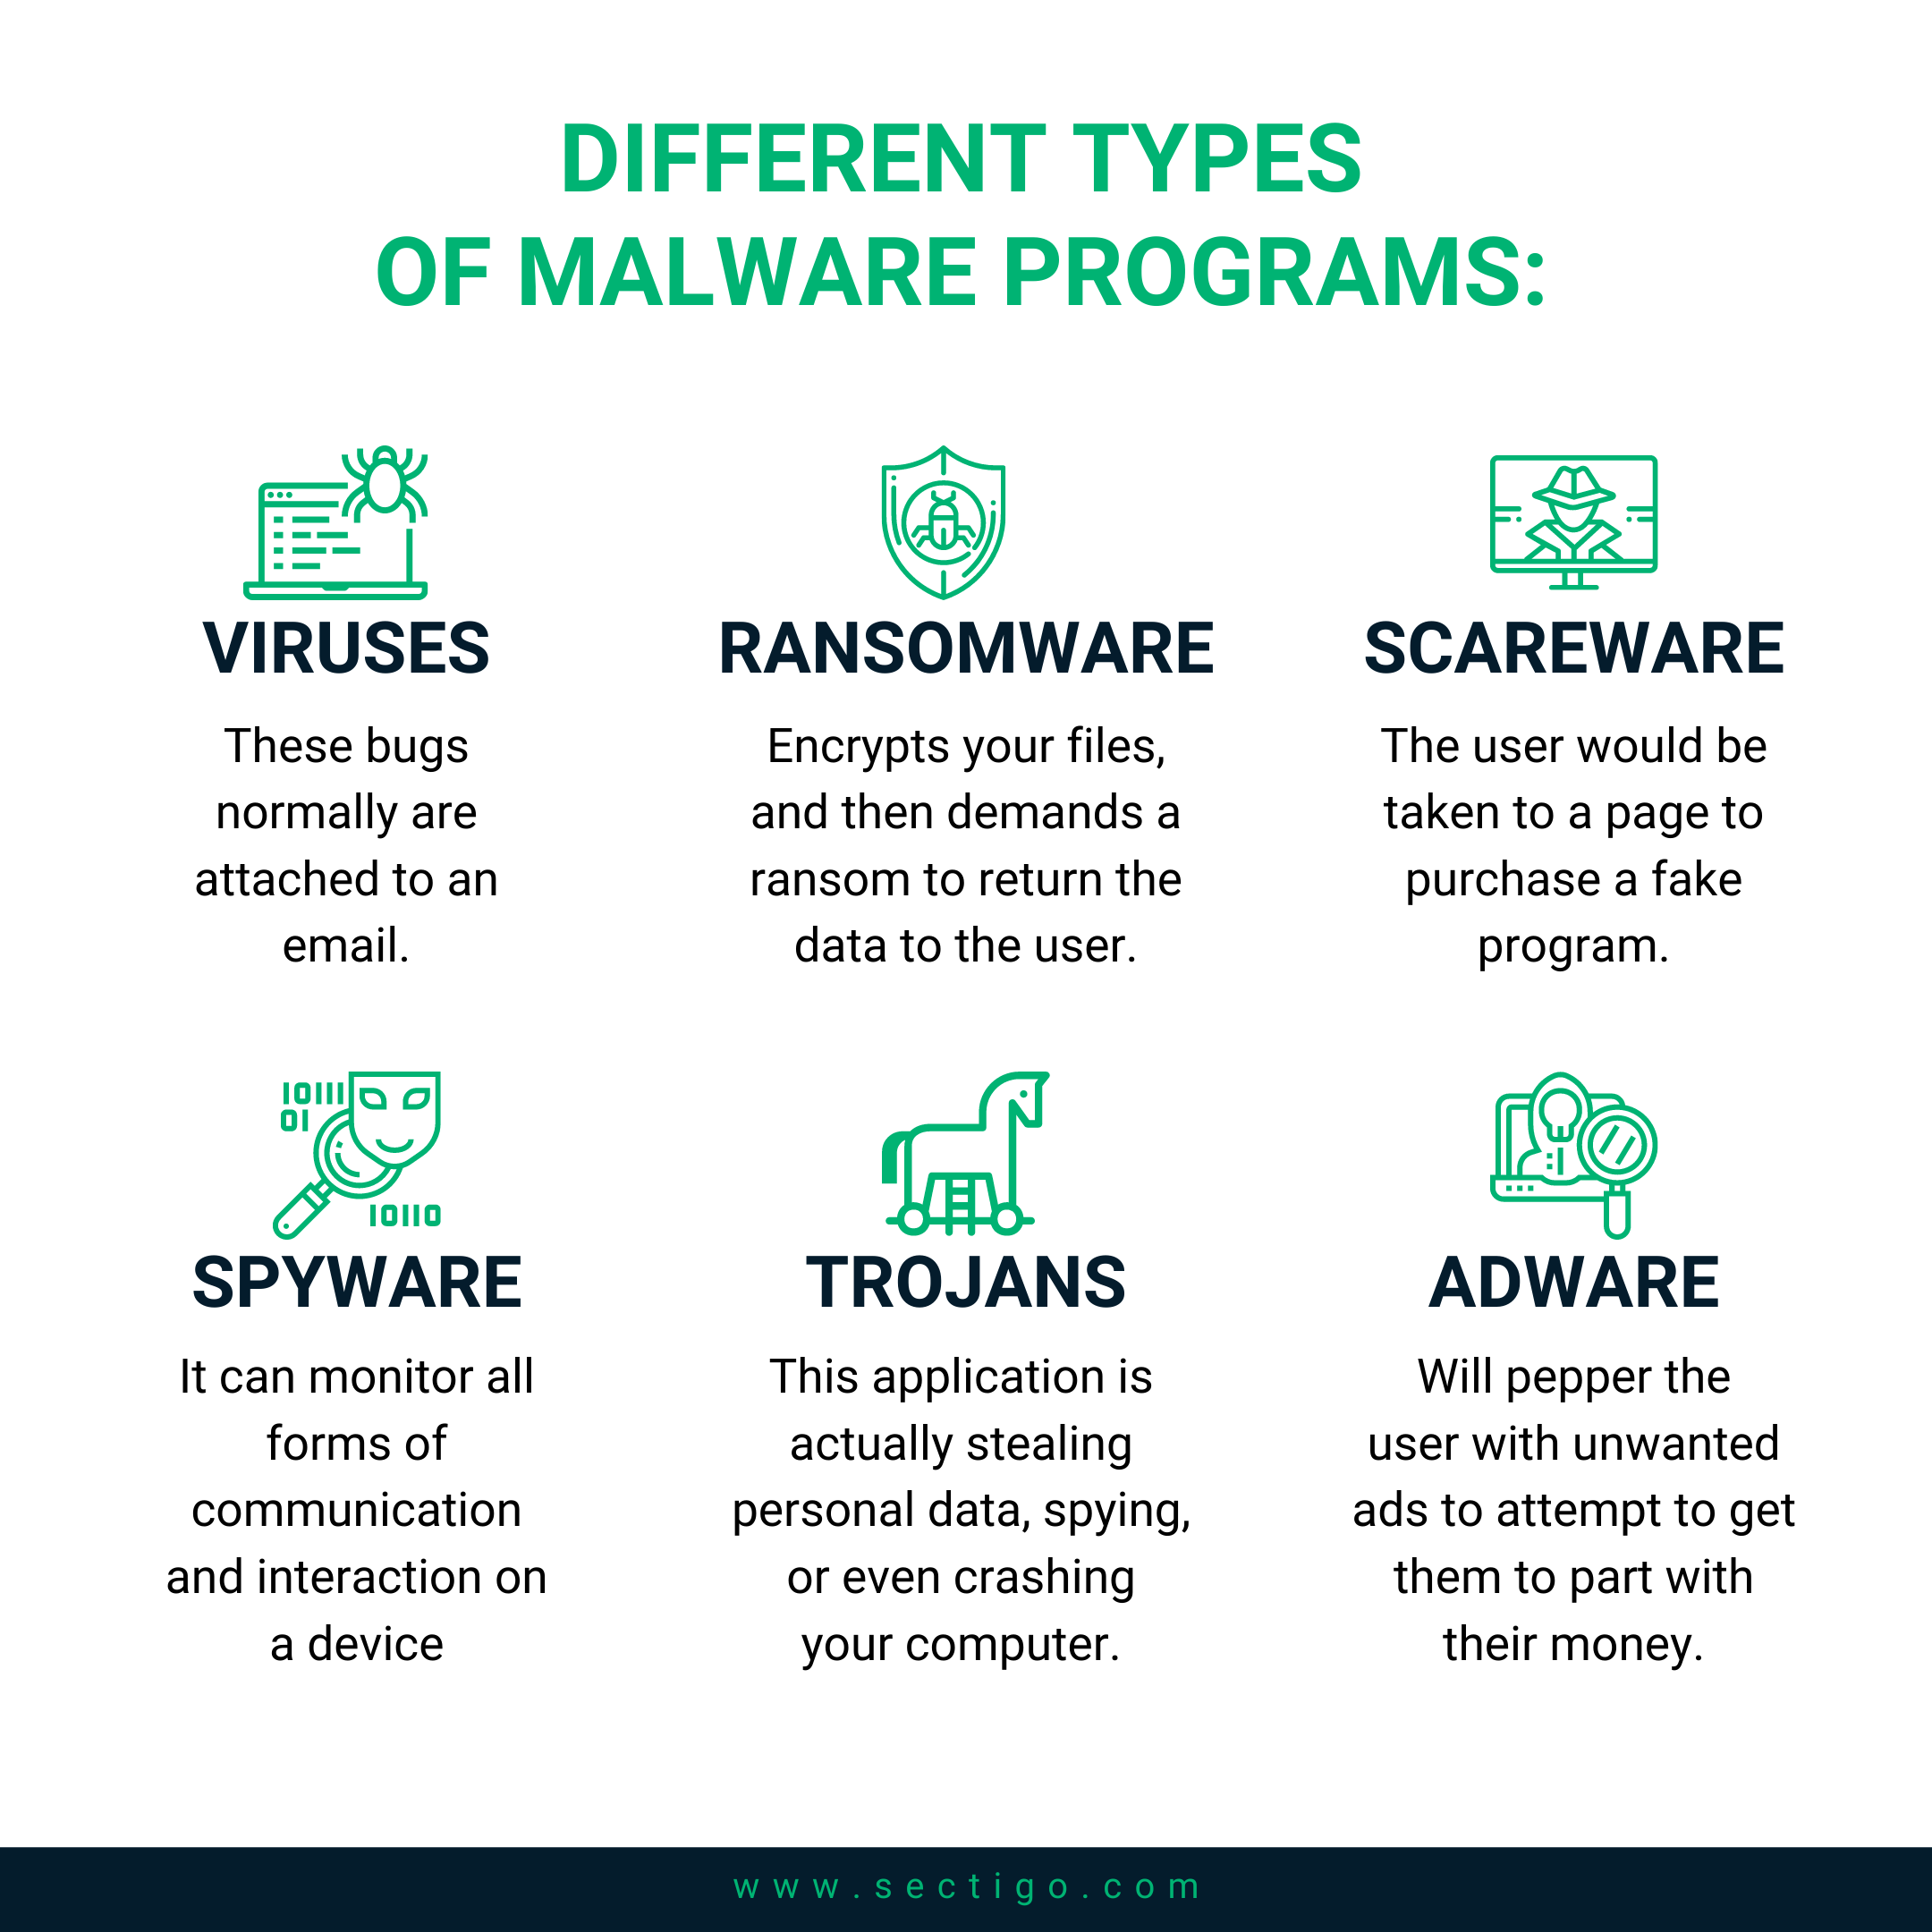 DIFFERENT TYPES
OF MALWARE PROGRAMS:
VIRUSES
These bugs
normally are
attached to an
email.
RANSOMWARE
Encrypts your files,
and then demands a
ransom to return the
data to the user.
SCAREWARE
The user would be
taken to a page to
purchase a fake
program.
10111
01
10110
SPYWARE
It can monitor all
forms of
communication
and interaction on
a device
TROJANS
This application is
actually stealing
personal data, spying,
or even crashing
your computer.
ADWARE
Will pepper the
user with unwanted
ads to attempt to get
them to part with
their money.
www.sectigo.com